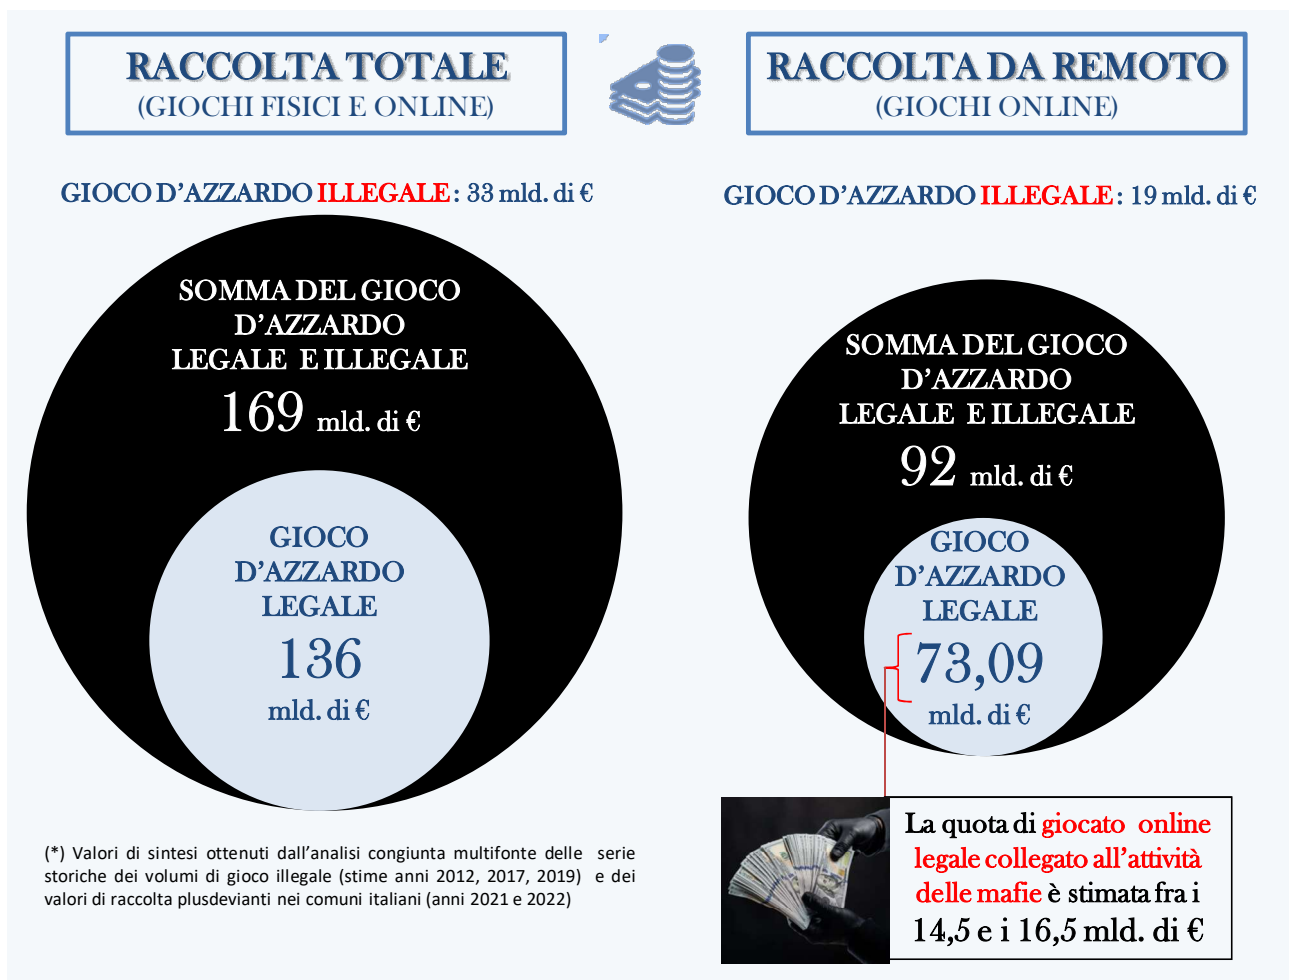 RACCOLTA TOTALE
(GIOCHI FISICI E ONLINE)
GIOCO D'AZZARDO ILLEGALE: 33 mld. di €
SOMMA DEL GIOCO
D'AZZARDO
LEGALE E ILLEGALE
169 mld. di €
GIOCO
D'AZZARDO
LEGALE
136
mld. di €
(*) Valori di sintesi ottenuti dall'analisi congiunta multifonte delle serie
storiche dei volumi di gioco illegale (stime anni 2012, 2017, 2019) e dei
valori di raccolta plusdevianti nei comuni italiani (anni 2021 e 2022)
RACCOLTA DA REMOTO
(GIOCHI ONLINE)
GIOCO D'AZZARDO ILLEGALE: 19 mld. di €
SOMMA DEL GIOCO
D'AZZARDO
LEGALE E ILLEGALE
92 mld. di €
GIOCO
D'AZZARDO
LEGALE
73,09
mld. di €
La quota di giocato online
legale collegato all'attività
delle mafie è stimata fra i
14,5 e i 16,5 mld. di €